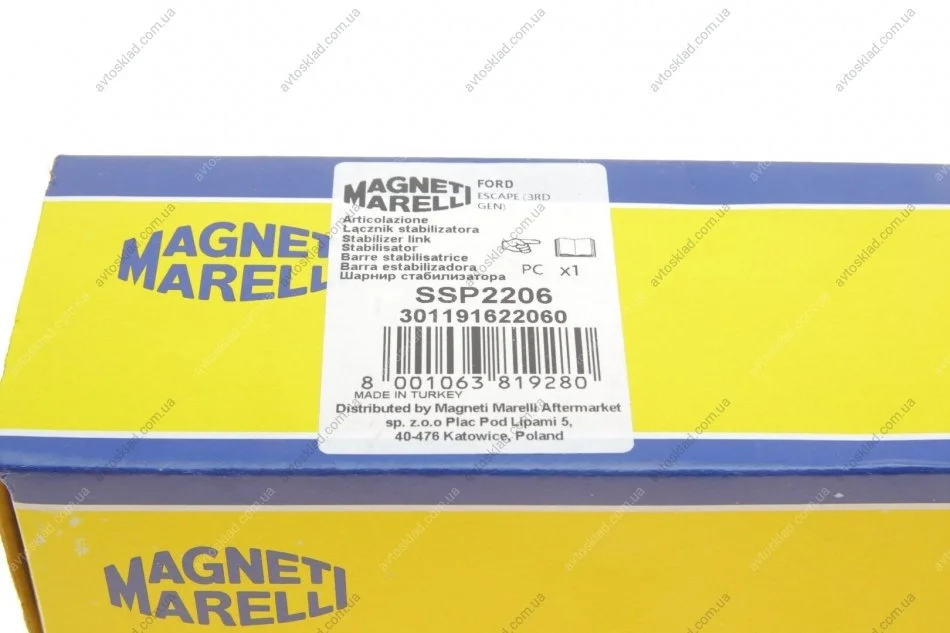 MAGNETI
MARELLI
MAGNETI
MARELLI
FORD
ESCAPE (3RD
GEN)
Articolazione
Łącznik stabilizatora
Stabilizer link
Stabilisator
Barre stabilisatrice
Barra estabilizadora
Шарнир стабилизатора
PC x1
SSP2206
301191622060
8 001063 819280
MADE IN TURKEY
Distributed by Magneti Marelli Aftermarket
sp. z.o.o Plac Pod Lipami 5,
40-476 Katowice, Poland
MAGNETI
MARELLI
avtosklad.com.ua